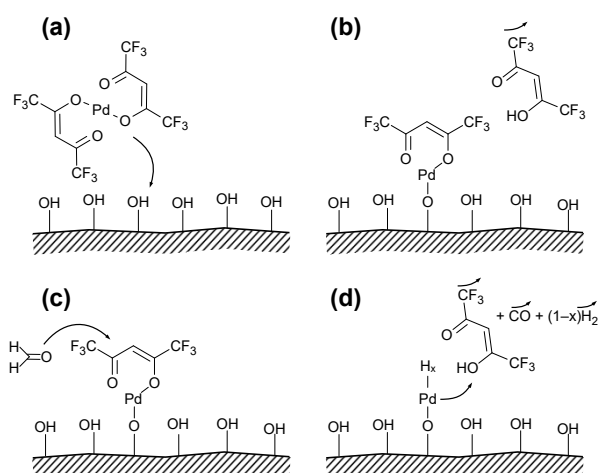 (a)
CF₃
O
F₃C
O
Pd
O
O
CF₃
CF₃
OH OH OH OH OH OH
(b)
CF₃
O
HO
CF₃
F₃C
CF₃
O
O
Pd
OH OH O OH OH OH
(c)
H
H
O
F₃C
CF₃
O
O
Pd
OH OH O OH OH OH
(d)
CF₃
+ CO + (1–x)H₂
O
HO
CF₃
Hₓ
Pd
OH OH O OH OH OH